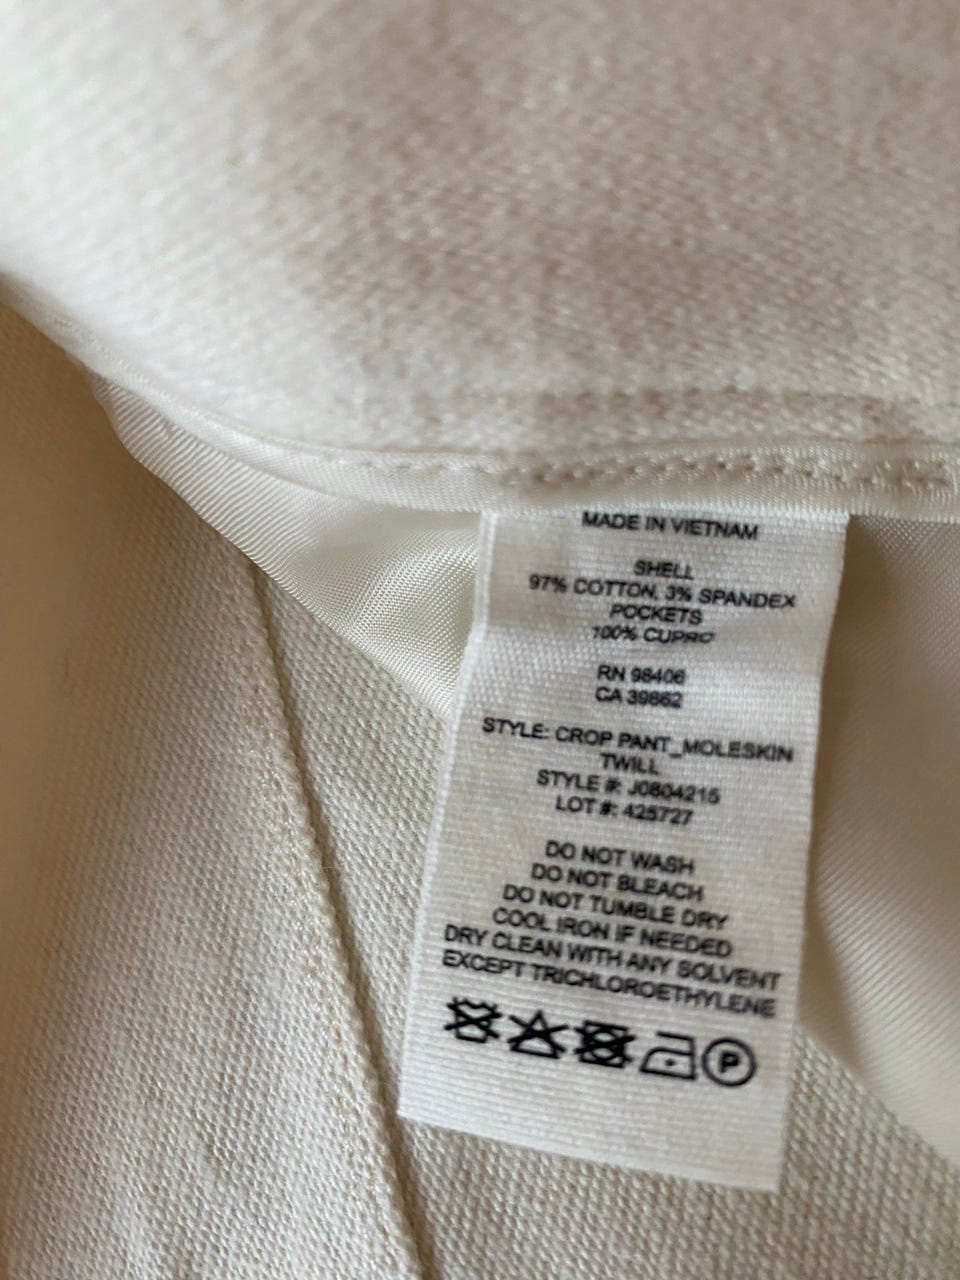 MADE IN VIETNAM
SHELL
97% COTTON, 3% SPANDEX
POCKETS
100% CUPRO
RN 98406
CA 39862
STYLE: CROP PANT_MOLESKIN
TWILL
STYLE #: J0804215
LOT #: 425727
DO NOT WASH
DO NOT BLEACH
DO NOT TUMBLE DRY
COOL IRON IF NEEDED
DRY CLEAN WITH ANY SOLVENT
EXCEPT TRICHLOROETHYLENE
P